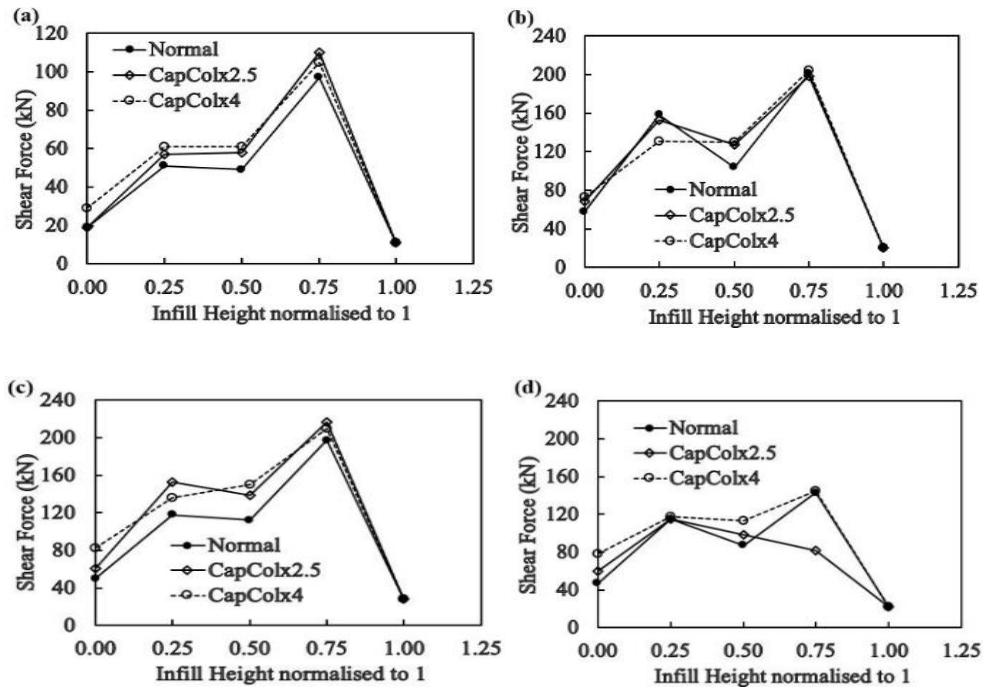 (a)
120
100
80
60
40
20
0
Shear Force (kN)
Normal
CapColx2.5
CapColx4
0.00 0.25 0.50 0.75 1.00 1.25
Infill Height normalised to 1
(b)
240
200
160
120
80
40
0
Shear Force (kN)
Normal
CapColx2.5
CapColx4
0.00 0.25 0.50 0.75 1.00 1.25
Infill Height normalised to 1
(c)
240
200
160
120
80
40
0
Shear Force (kN)
Normal
CapColx2.5
CapColx4
0.00 0.25 0.50 0.75 1.00 1.25
Infill Height normalised to 1
(d)
240
200
160
120
80
40
0
Shear Force (kN)
Normal
CapColx2.5
CapColx4
0.00 0.25 0.50 0.75 1.00 1.25
Infill Height normalised to 1